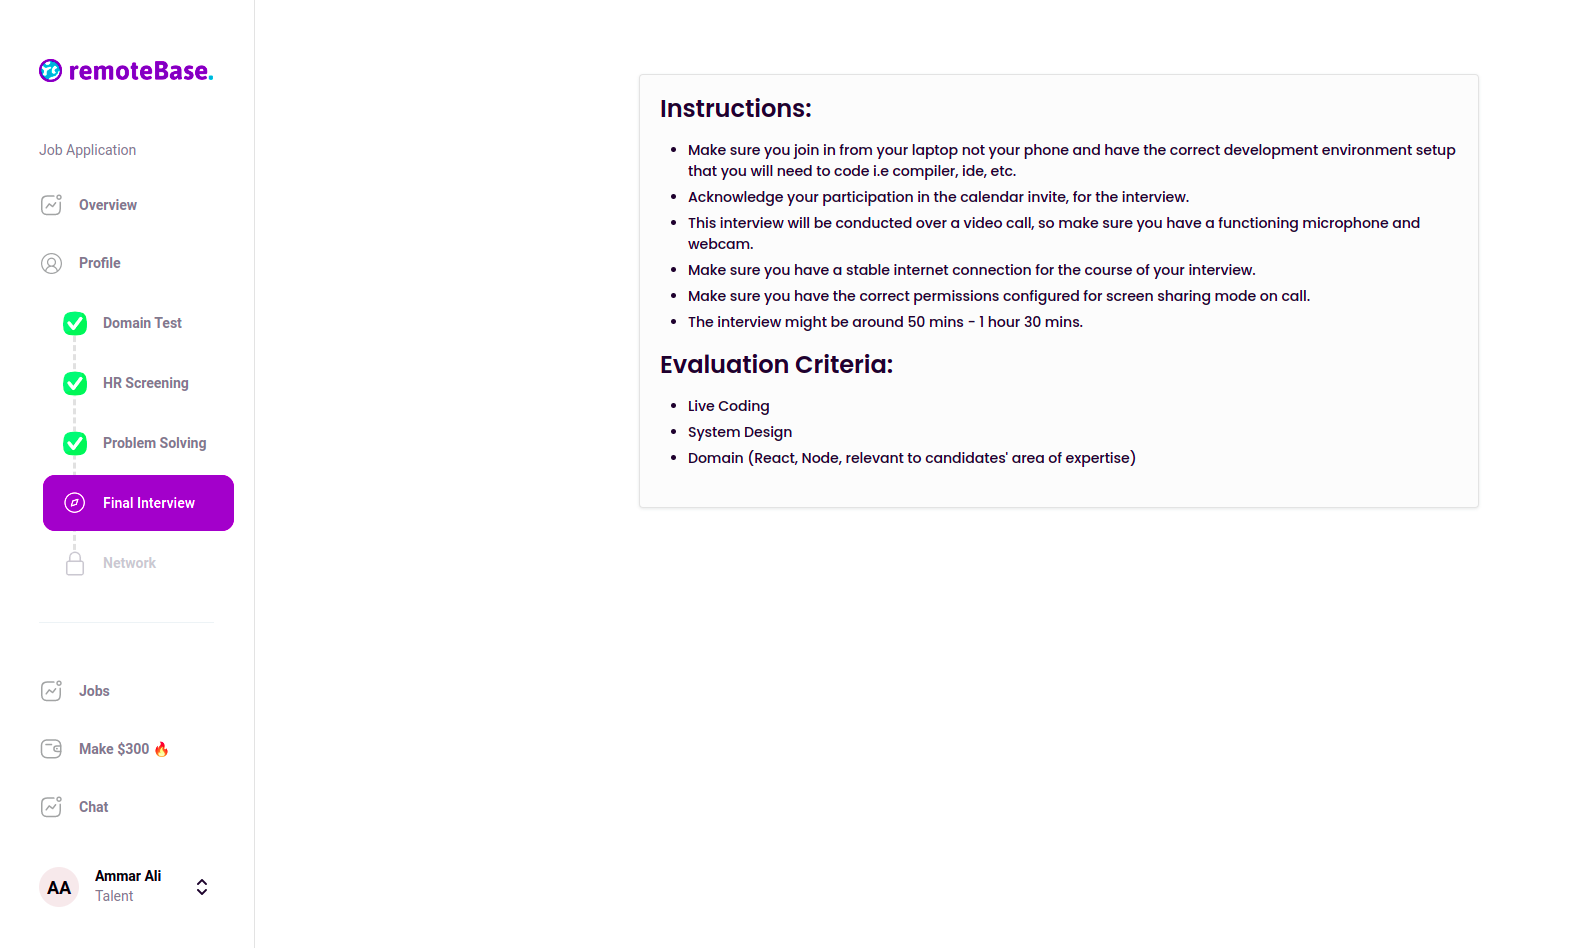 remoteBase.
Job Application
Overview
Profile
Domain Test
HR Screening
Problem Solving
Final Interview
Network
Jobs
Make $300 🔥
Chat
AA
Ammar Ali
Talent
Instructions:
• Make sure you join in from your laptop not your phone and have the correct development environment setup
that you will need to code i.e compiler, ide, etc.
• Acknowledge your participation in the calendar invite, for the interview.
• This interview will be conducted over a video call, so make sure you have a functioning microphone and
webcam.
• Make sure you have a stable internet connection for the course of your interview.
• Make sure you have the correct permissions configured for screen sharing mode on call.
• The interview might be around 50 mins - 1 hour 30 mins.
Evaluation Criteria:
• Live Coding
• System Design
• Domain (React, Node, relevant to candidates' area of expertise)